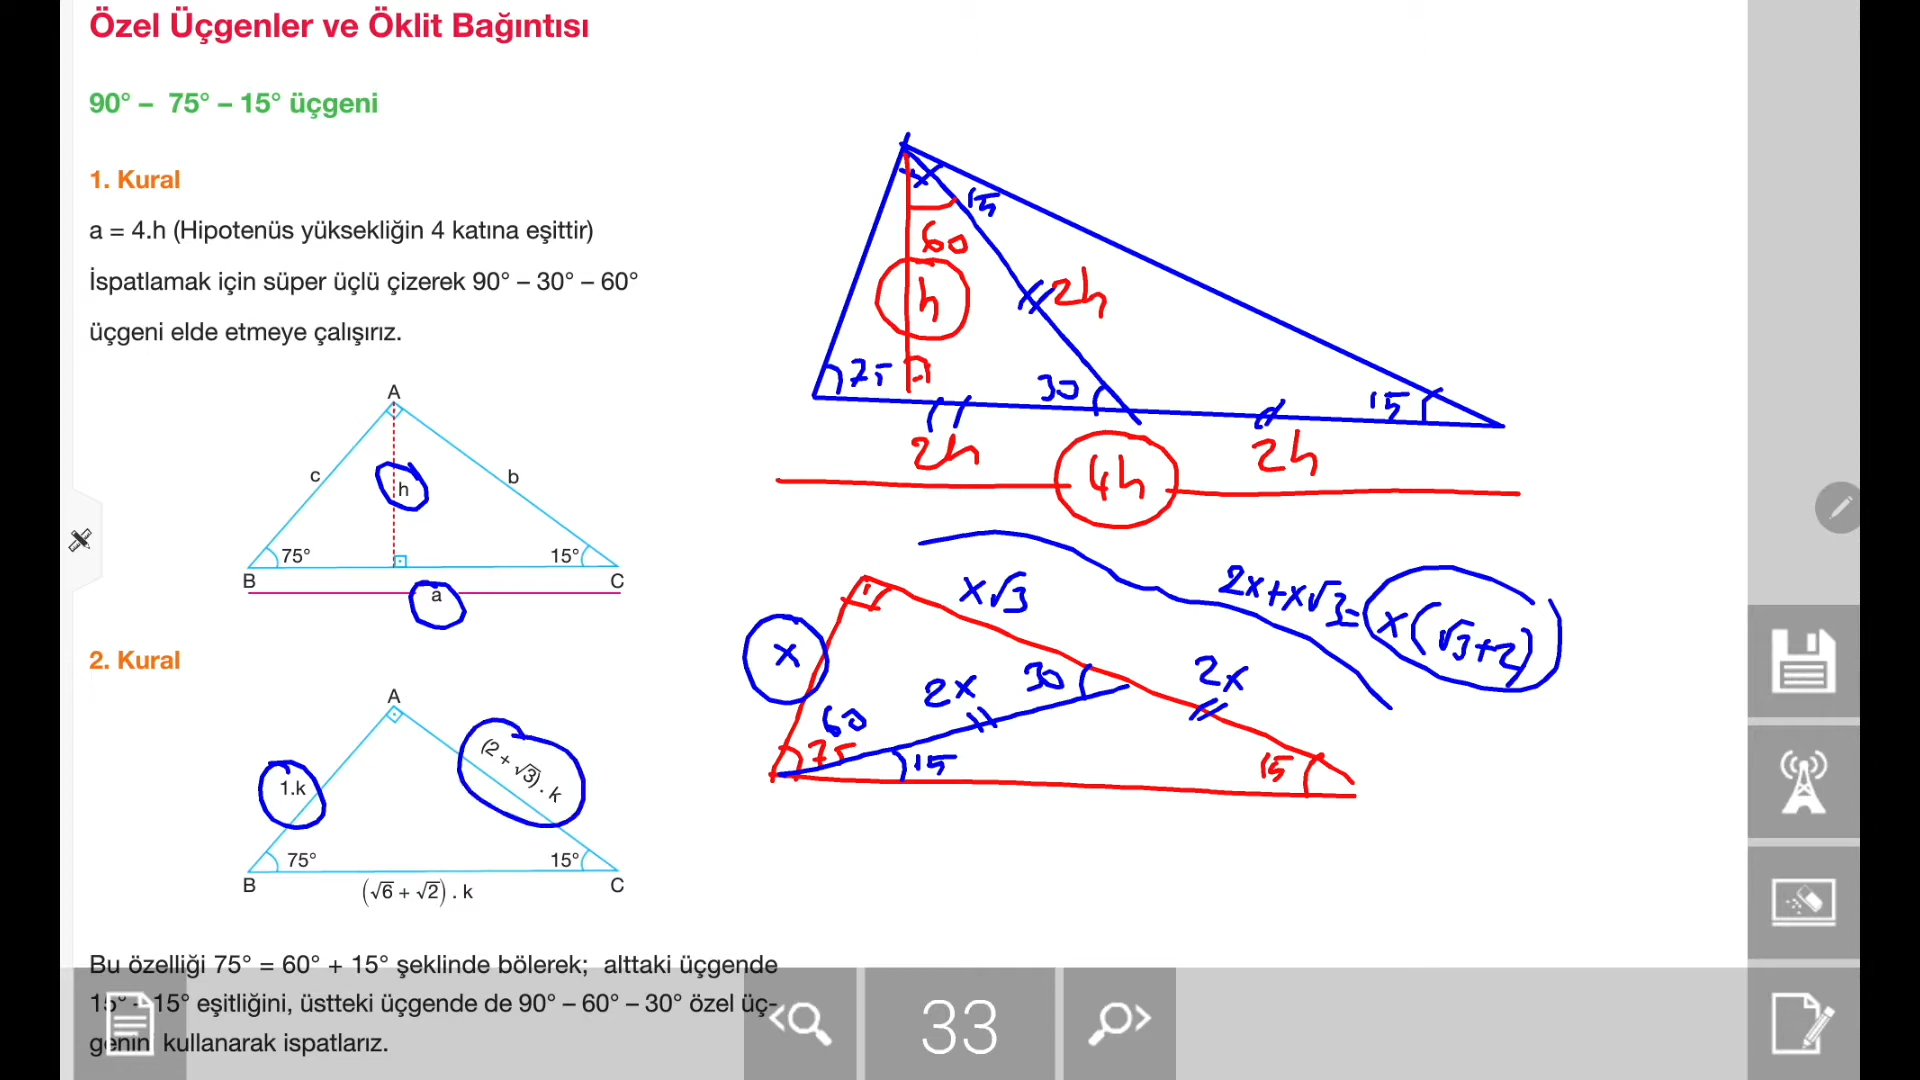 Özel Üçgenler ve Öklit Bağıntısı
90° – 75° – 15° üçgeni
1. Kural
a = 4.h (Hipotenüs yüksekliğin 4 katına eşittir)
İspatlamak için süper üçlü çizerek 90° – 30° – 60°
üçgeni elde etmeye çalışırız.
A
c
b
h
75°
15°
B
C
a
2. Kural
A
1.k
(2 + √3) . k
75°
15°
B
C
(√6 + √2) . k
Bu özelliği 75° = 60° + 15° şeklinde bölerek; alttaki üçgende
15° - 15° eşitliğini, üstteki üçgende de 90° – 60° – 30° özel üç-
genini kullanarak ispatlarız.
15
60
h
2h
75
30
15
2h
2h
4h
x√3
2x+x√3=x(√3+2)
x
2x
30
2x
60
75
15
15
33